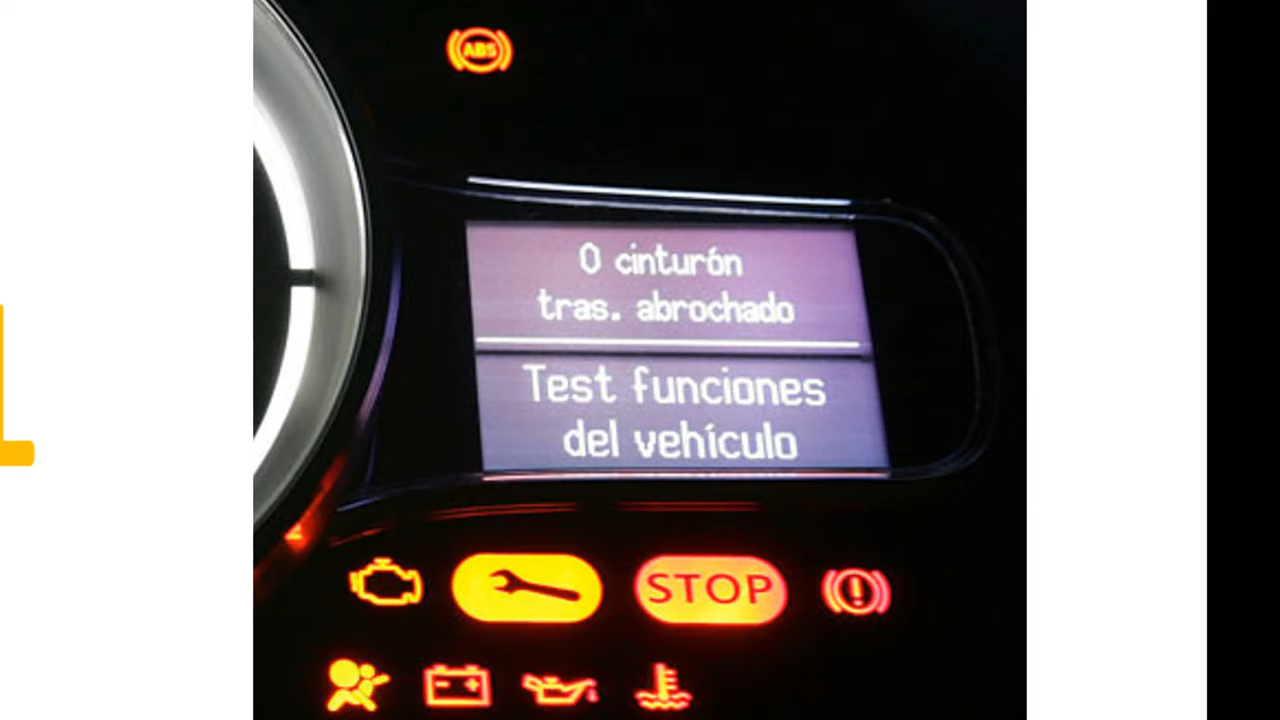 ABS
0 cinturón
tras. abrochado
Test funciones
del vehículo
STOP